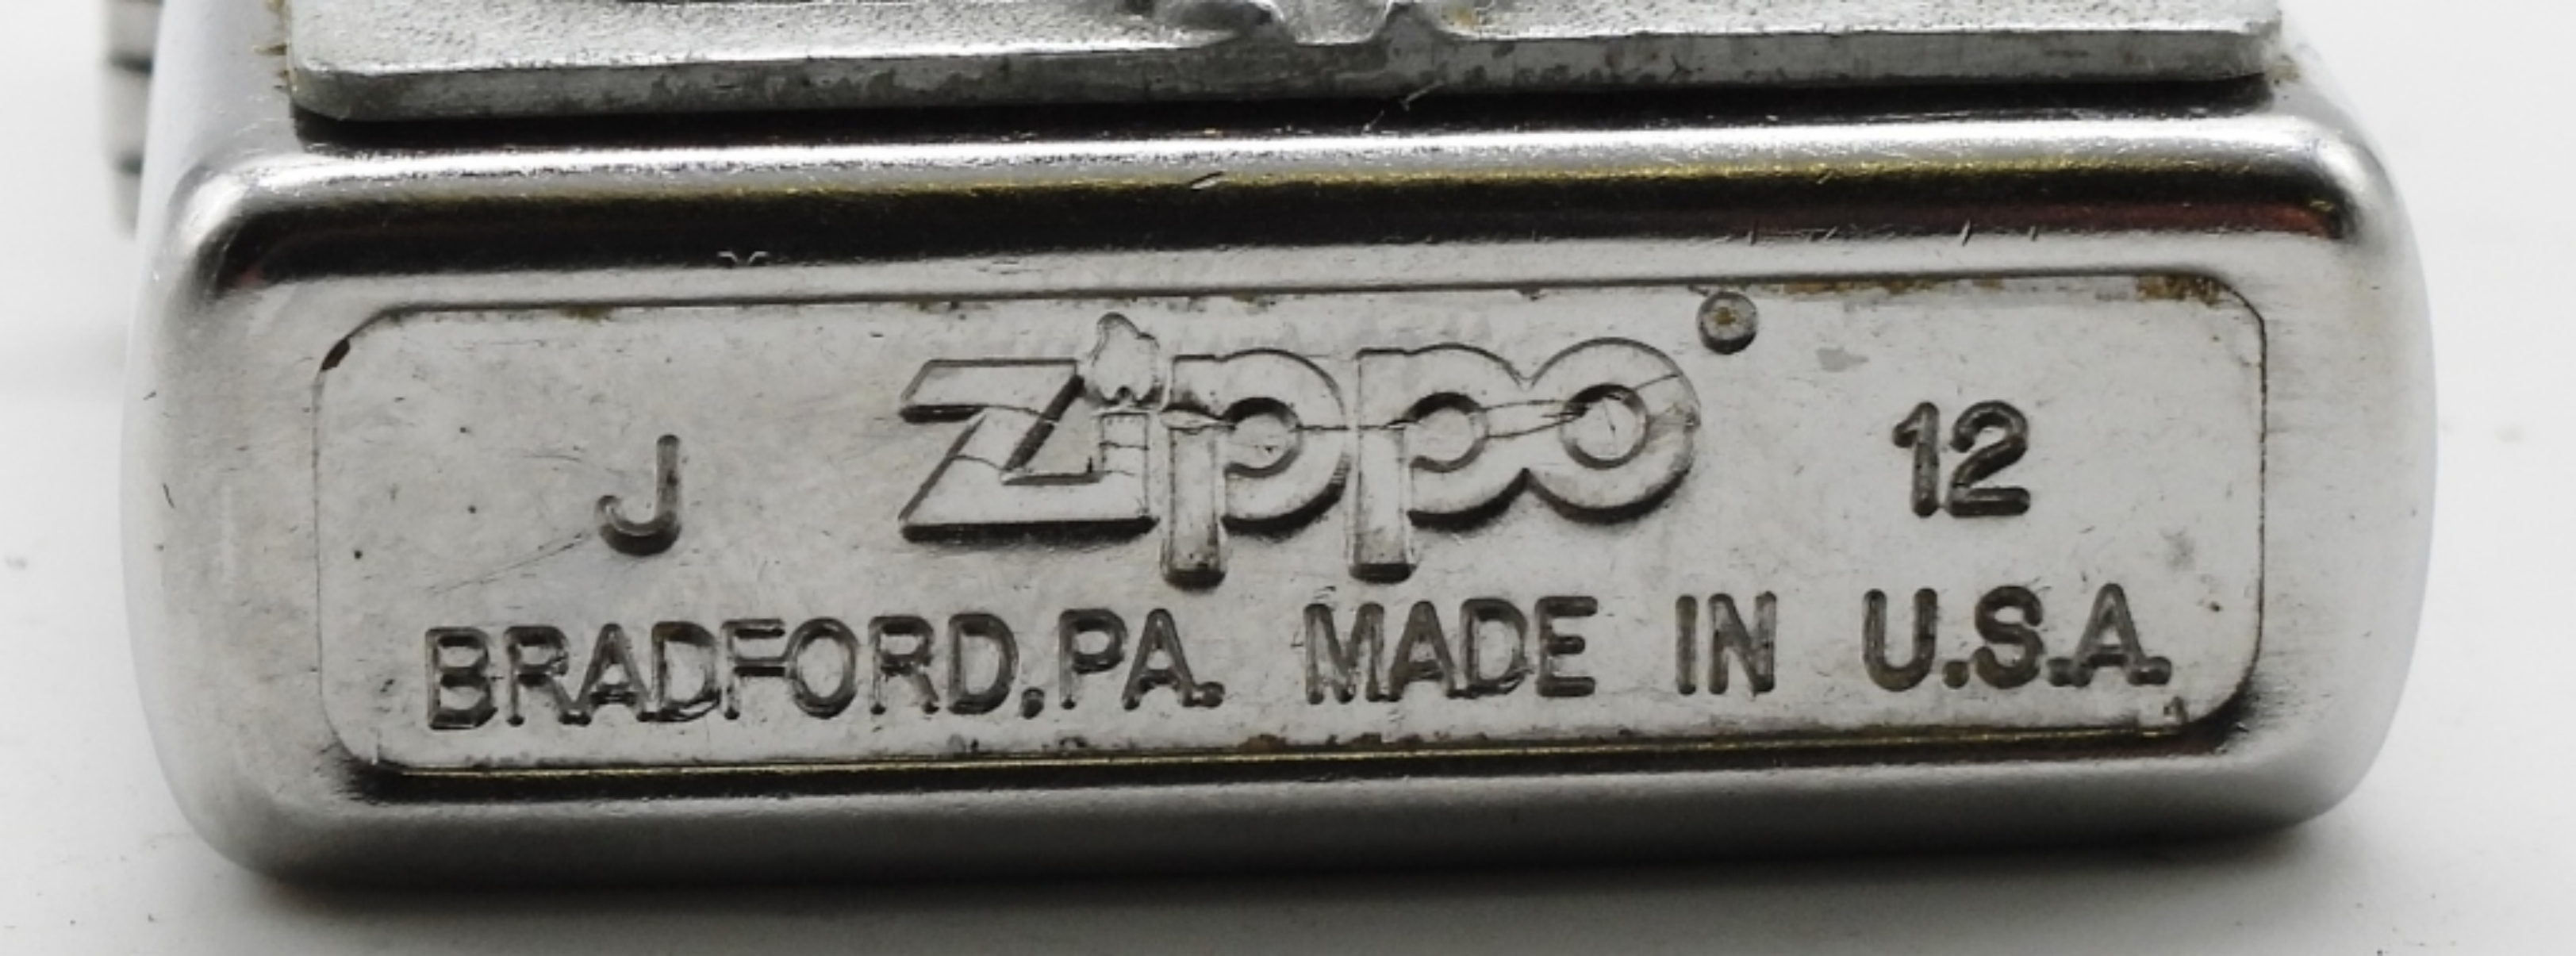 J Zippo® 12
BRADFORD,PA. MADE IN U.S.A.